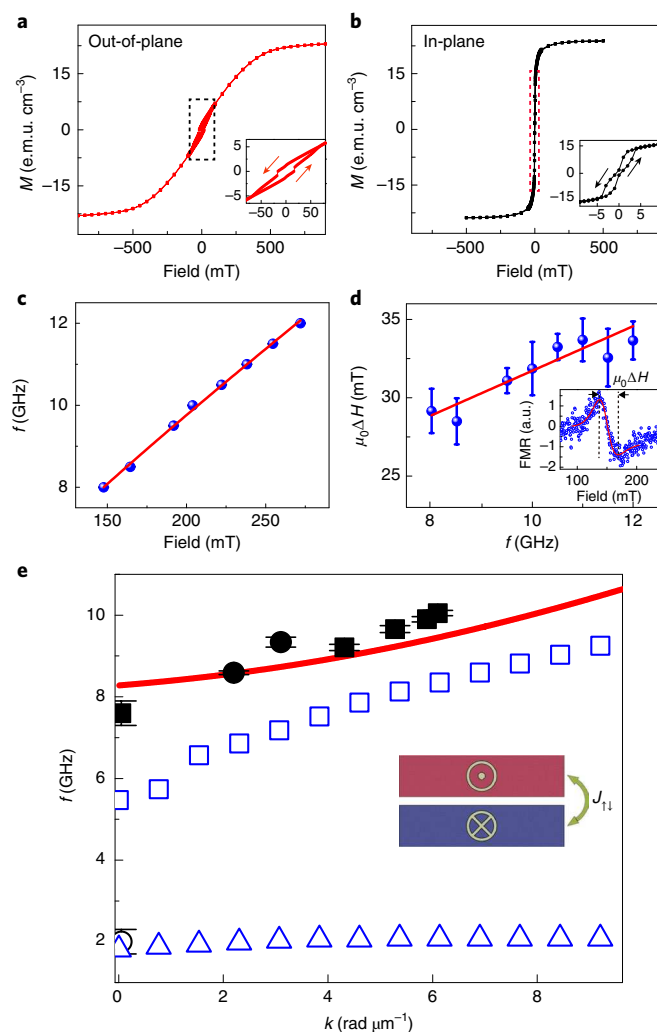 a
Out-of-plane
M (e.m.u. cm⁻³)
15
0
−15
5
0
−5
−50
0
50
−500
0
500
Field (mT)
b
In-plane
M (e.m.u. cm⁻³)
15
0
−15
15
0
−15
−5
0
5
−500
0
500
Field (mT)
c
f (GHz)
12
10
8
150
200
250
Field (mT)
d
μ₀ΔH (mT)
35
30
25
μ₀ΔH
FMR (a.u.)
1
0
−1
−2
100
200
Field (mT)
8
10
12
f (GHz)
e
f (GHz)
10
8
6
4
2
J↑↓
0
2
4
6
8
k (rad μm⁻¹)